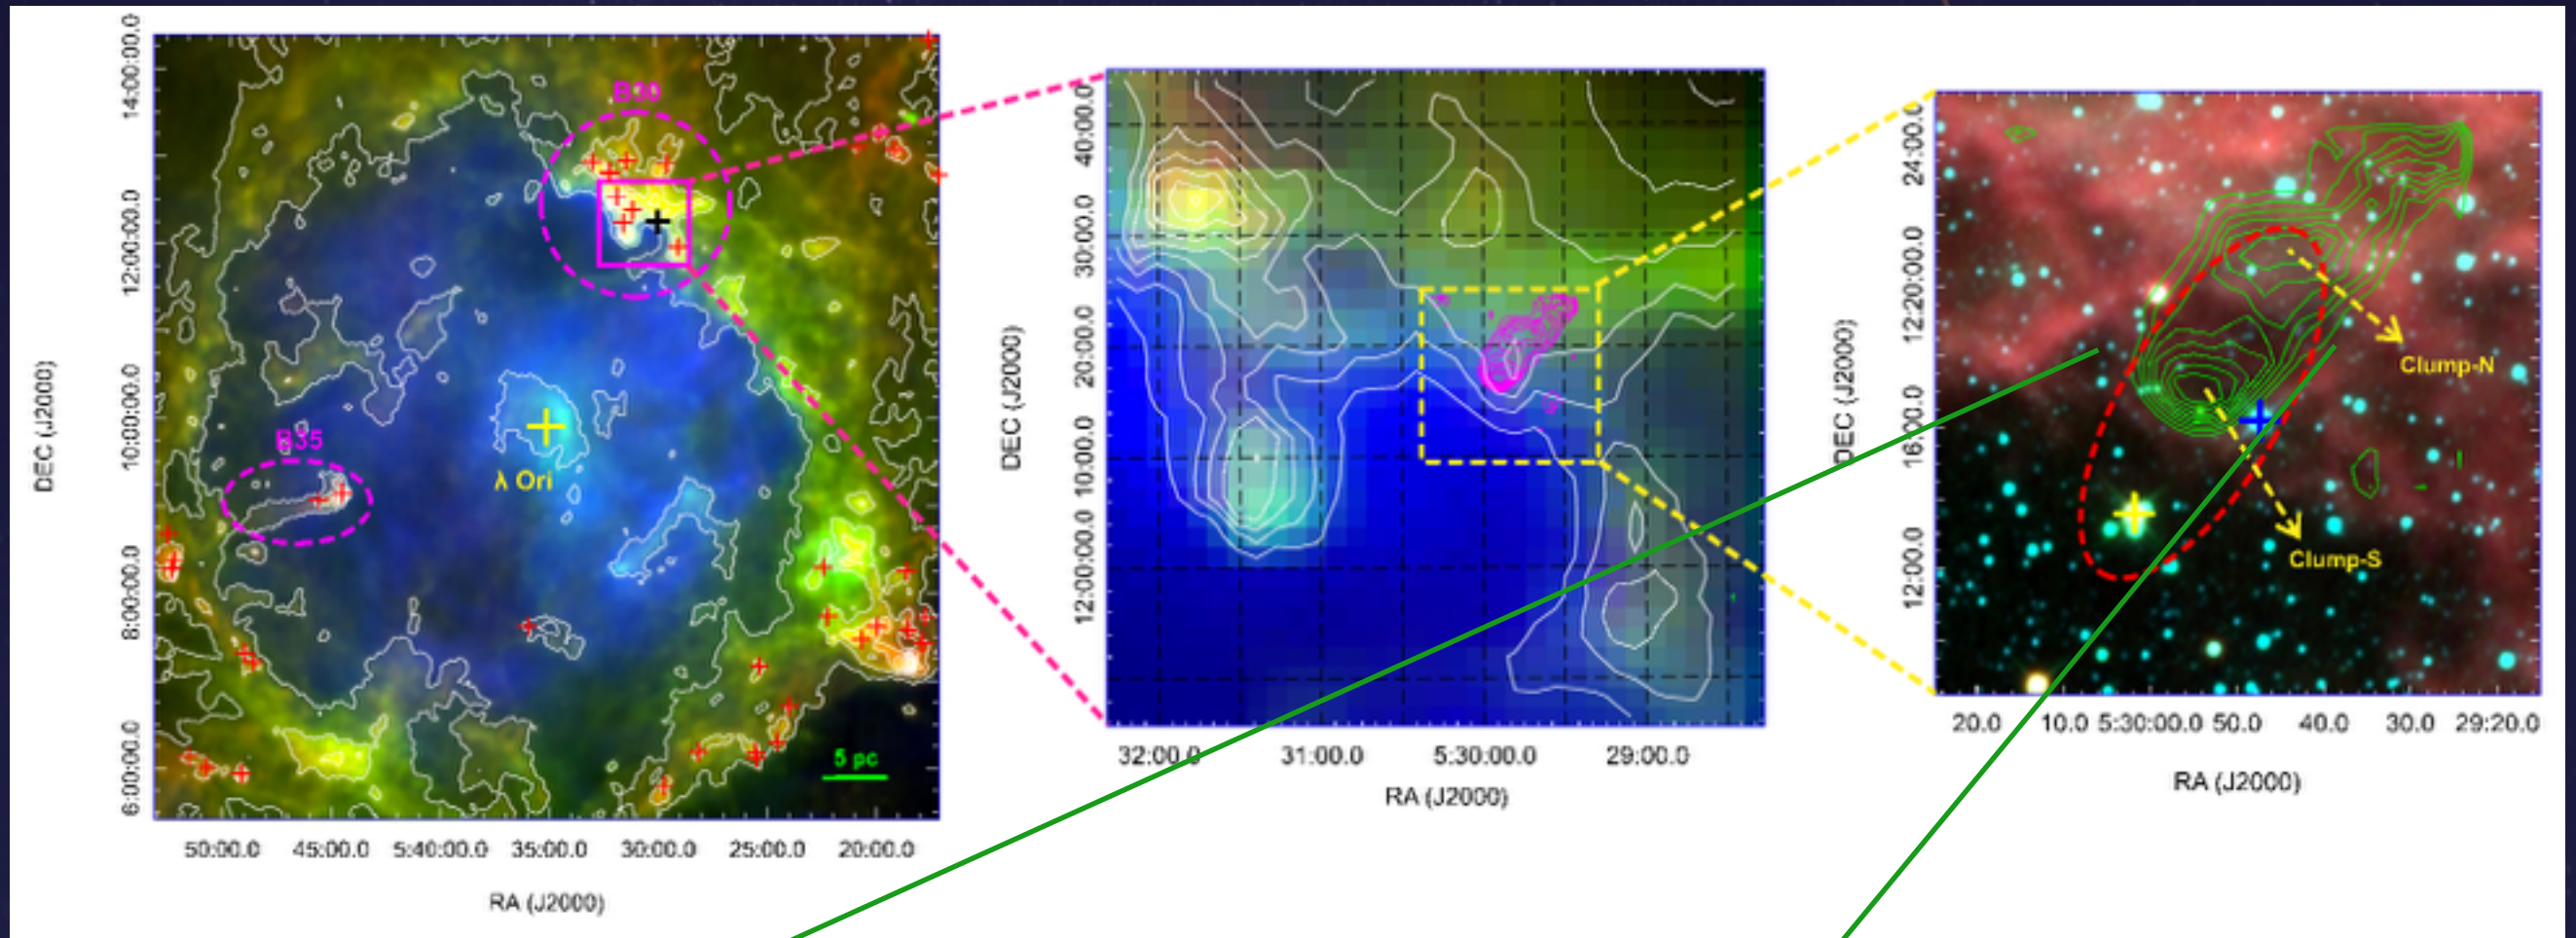 DEC (J2000)
14:00:00.0
12:00:00.0
10:00:00.0
8:00:00.0
6:00:00.0
B30
B35
λ Ori
5 pc
50:00.0 45:00.0 5:40:00.0 35:00.0 30:00.0 25:00.0 20:00.0
RA (J2000)
DEC (J2000)
40:00.0
30:00.0
20:00.0
10:00.0
12:00:00.0
32:00.0 31:00.0 5:30:00.0 29:00.0
RA (J2000)
DEC (J2000)
24:00.0
12:20:00.0
16:00.0
12:00.0
Clump-N
Clump-S
20.0 10.0 5:30:00.0 50.0 40.0 30.0 29:20.0
RA (J2000)